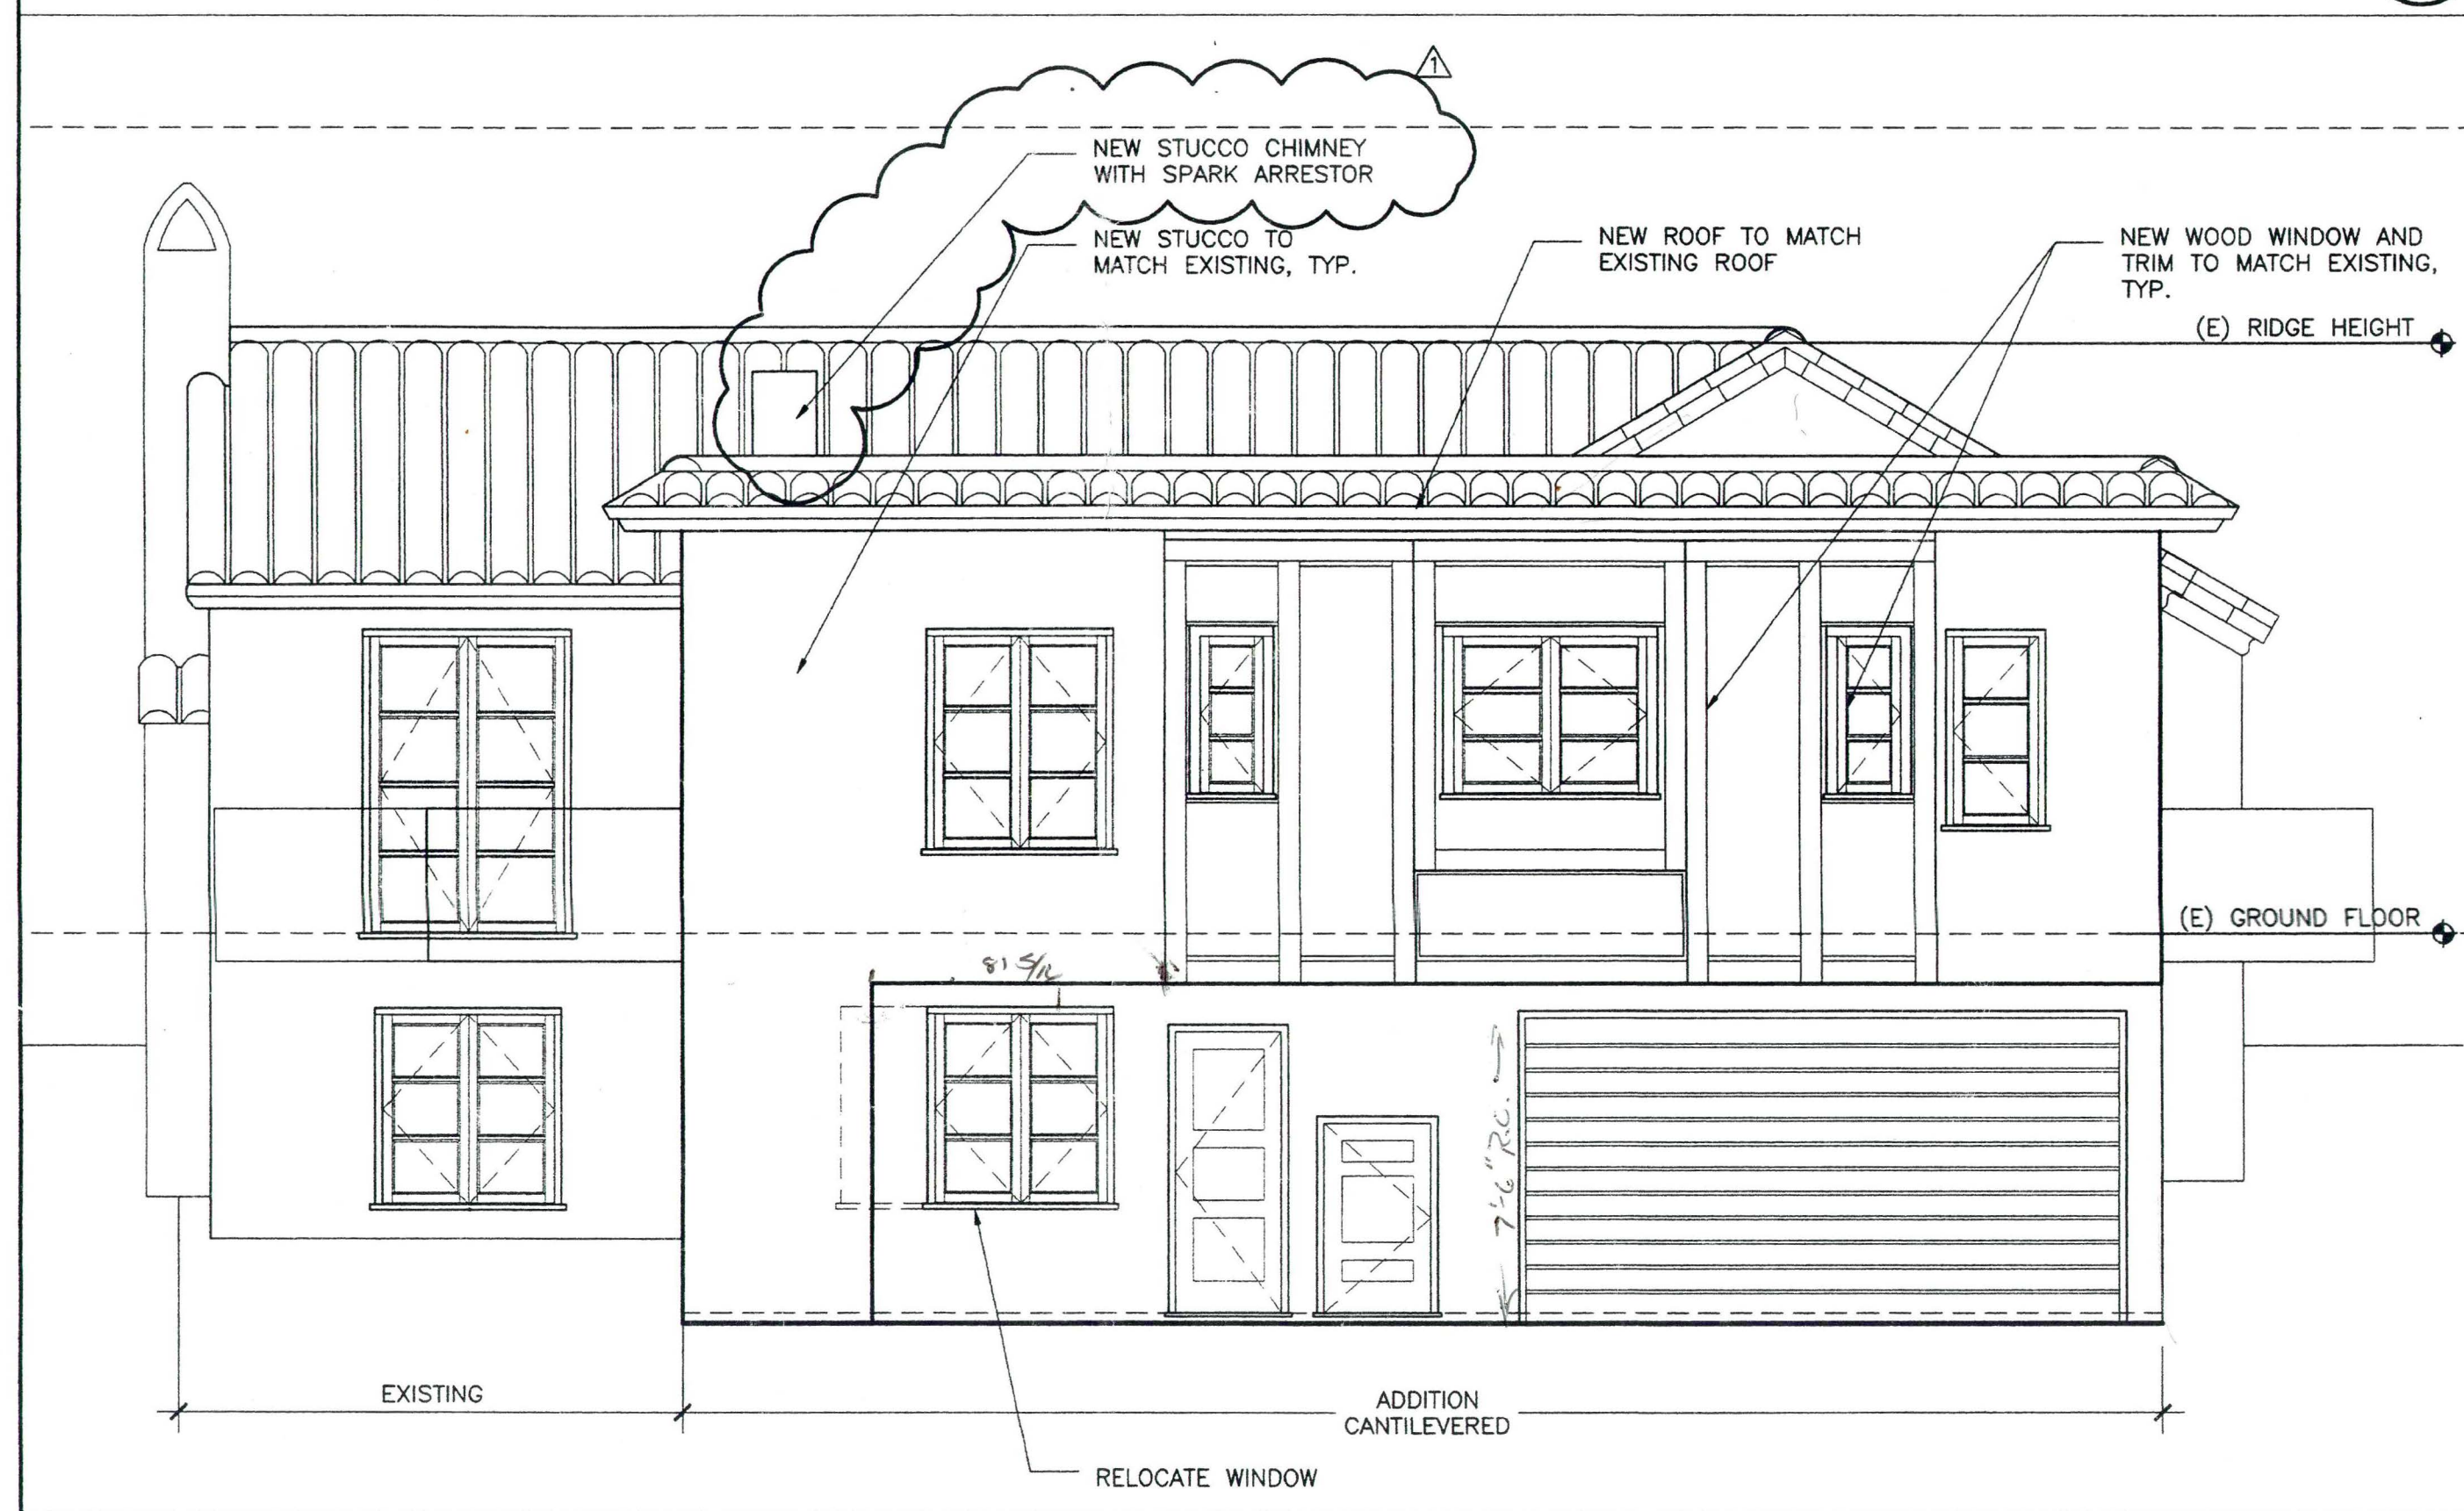 1
NEW STUCCO CHIMNEY
WITH SPARK ARRESTOR
NEW STUCCO TO
MATCH EXISTING, TYP.
NEW ROOF TO MATCH
EXISTING ROOF
NEW WOOD WINDOW AND
TRIM TO MATCH EXISTING,
TYP.
(E) RIDGE HEIGHT
(E) GROUND FLOOR
7'-6" R.O.
EXISTING
ADDITION
CANTILEVERED
RELOCATE WINDOW